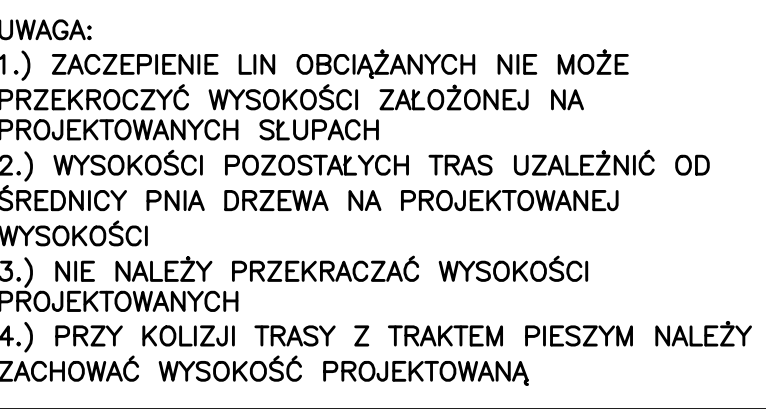 UWAGA:
1.) ZACZEPIENIE LIN OBCIĄŻANYCH NIE MOŻE
PRZEKROCZYĆ WYSOKOŚCI ZAŁOŻONEJ NA
PROJEKTOWANYCH SŁUPACH
2.) WYSOKOŚCI POZOSTAŁYCH TRAS UZALEŻNIĆ OD
ŚREDNICY PNIA DRZEWA NA PROJEKTOWANEJ
WYSOKOŚCI
3.) NIE NALEŻY PRZEKRACZAĆ WYSOKOŚCI
PROJEKTOWANYCH
4.) PRZY KOLIZJI TRASY Z TRAKTEM PIESZYM NALEŻY
ZACHOWAĆ WYSOKOŚĆ PROJEKTOWANĄ